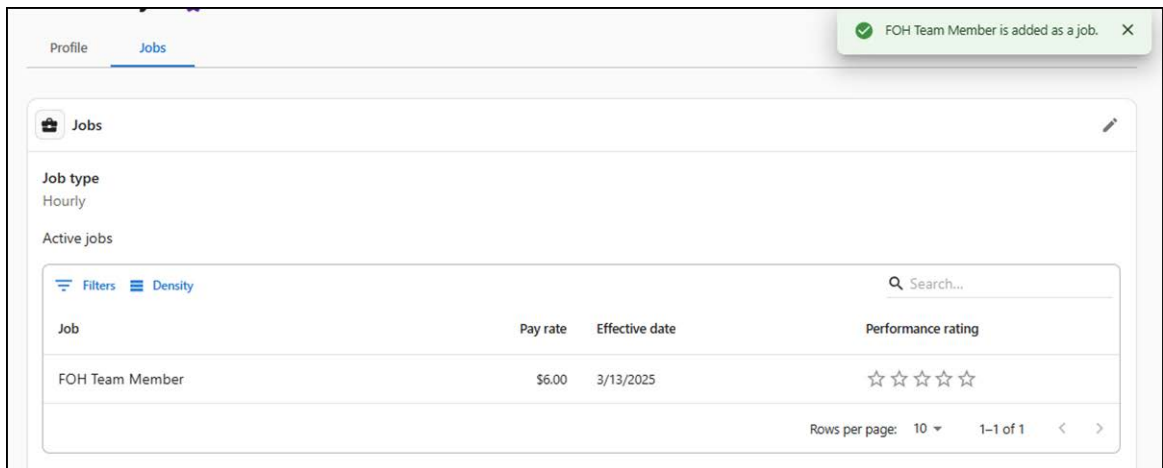 FOH Team Member is added as a job.
Profile Jobs
Jobs
Job type
Hourly
Active jobs
Filters Density Search...
Job Pay rate Effective date Performance rating
FOH Team Member $6.00 3/13/2025
Rows per page: 10 1–1 of 1